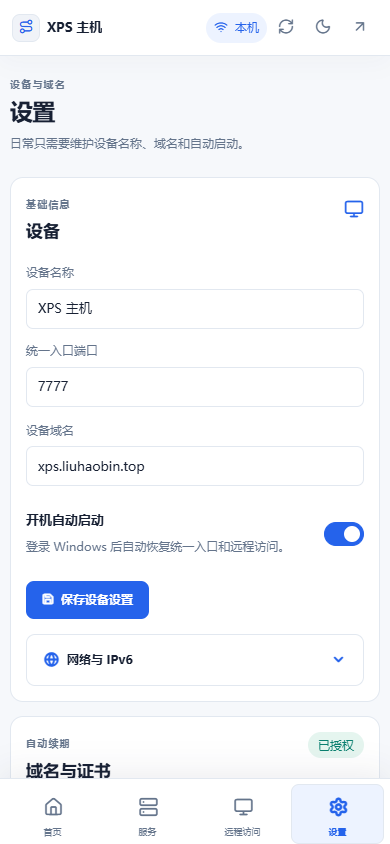 XPS 主机
本机
设备与域名
设置
日常只需要维护设备名称、域名和自动启动。
基础信息
设备
设备名称
XPS 主机
统一入口端口
7777
设备域名
xps.liuhaobin.top
开机自动启动
登录 Windows 后自动恢复统一入口和远程访问。
保存设备设置
网络与 IPv6
自动续期
已授权
域名与证书
首页
服务
远程访问
设置